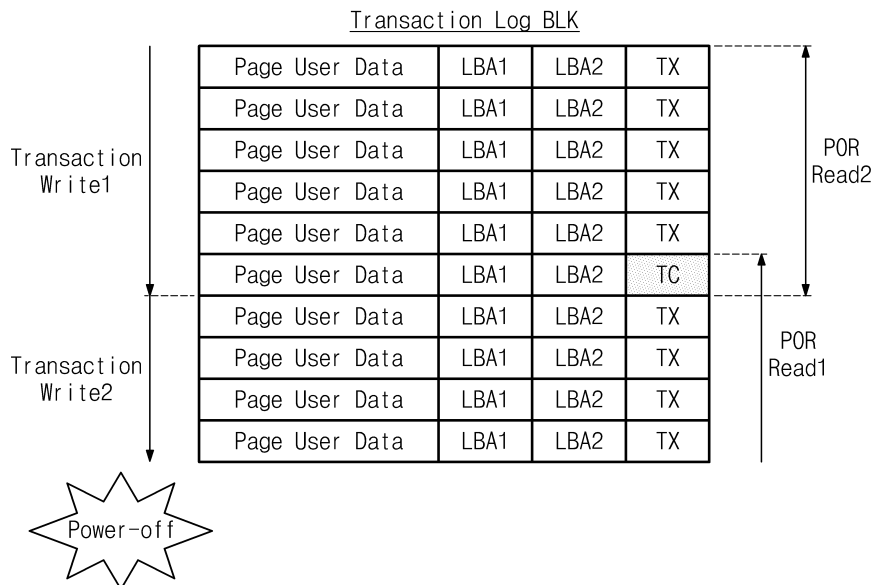 Transaction Log BLK
Page User Data LBA1 LBA2 TX
Page User Data LBA1 LBA2 TX
Page User Data LBA1 LBA2 TX
Page User Data LBA1 LBA2 TX
Page User Data LBA1 LBA2 TX
Page User Data LBA1 LBA2 TC
Page User Data LBA1 LBA2 TX
Page User Data LBA1 LBA2 TX
Page User Data LBA1 LBA2 TX
Page User Data LBA1 LBA2 TX
Transaction
Write1
Transaction
Write2
POR
Read2
POR
Read1
Power-off